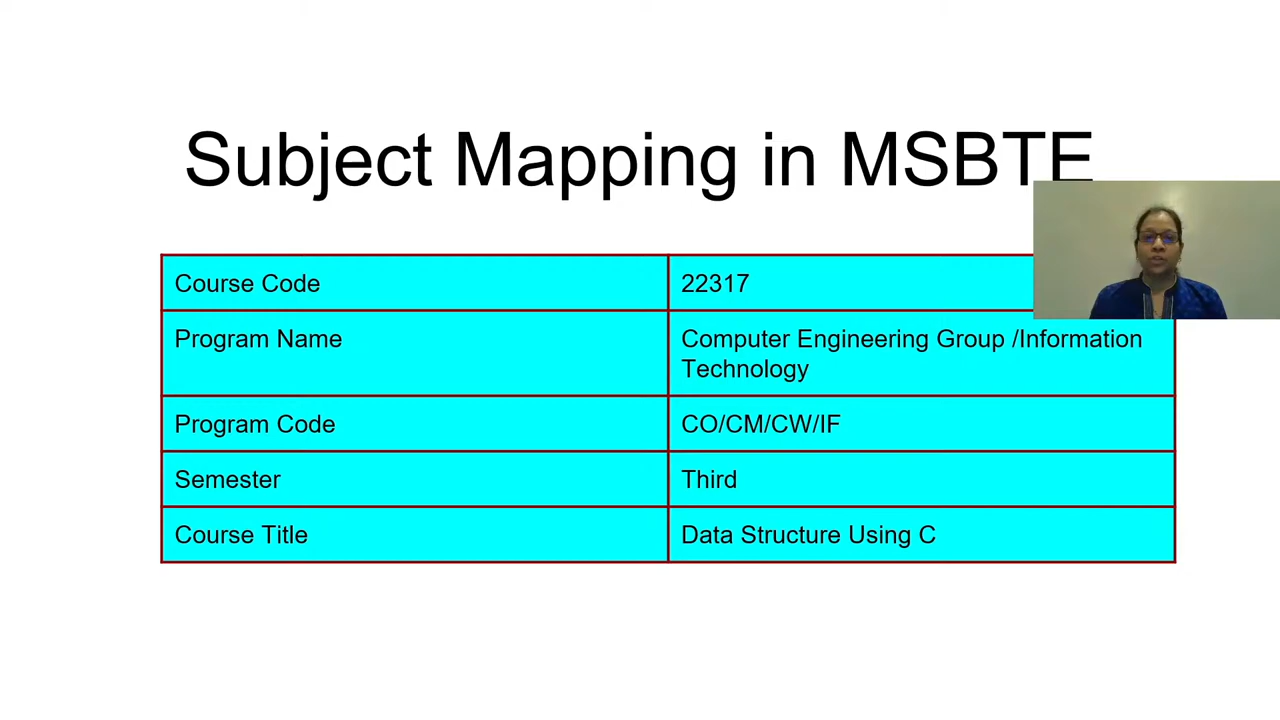 Subject Mapping in MSBTE
Course Code 22317
Program Name Computer Engineering Group /Information
Technology
Program Code CO/CM/CW/IF
Semester Third
Course Title Data Structure Using C